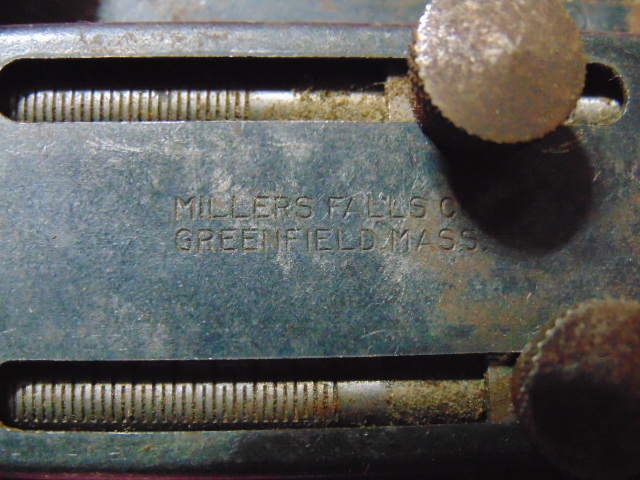 MILLERS FALLS C
GREENFIELD, MASS.